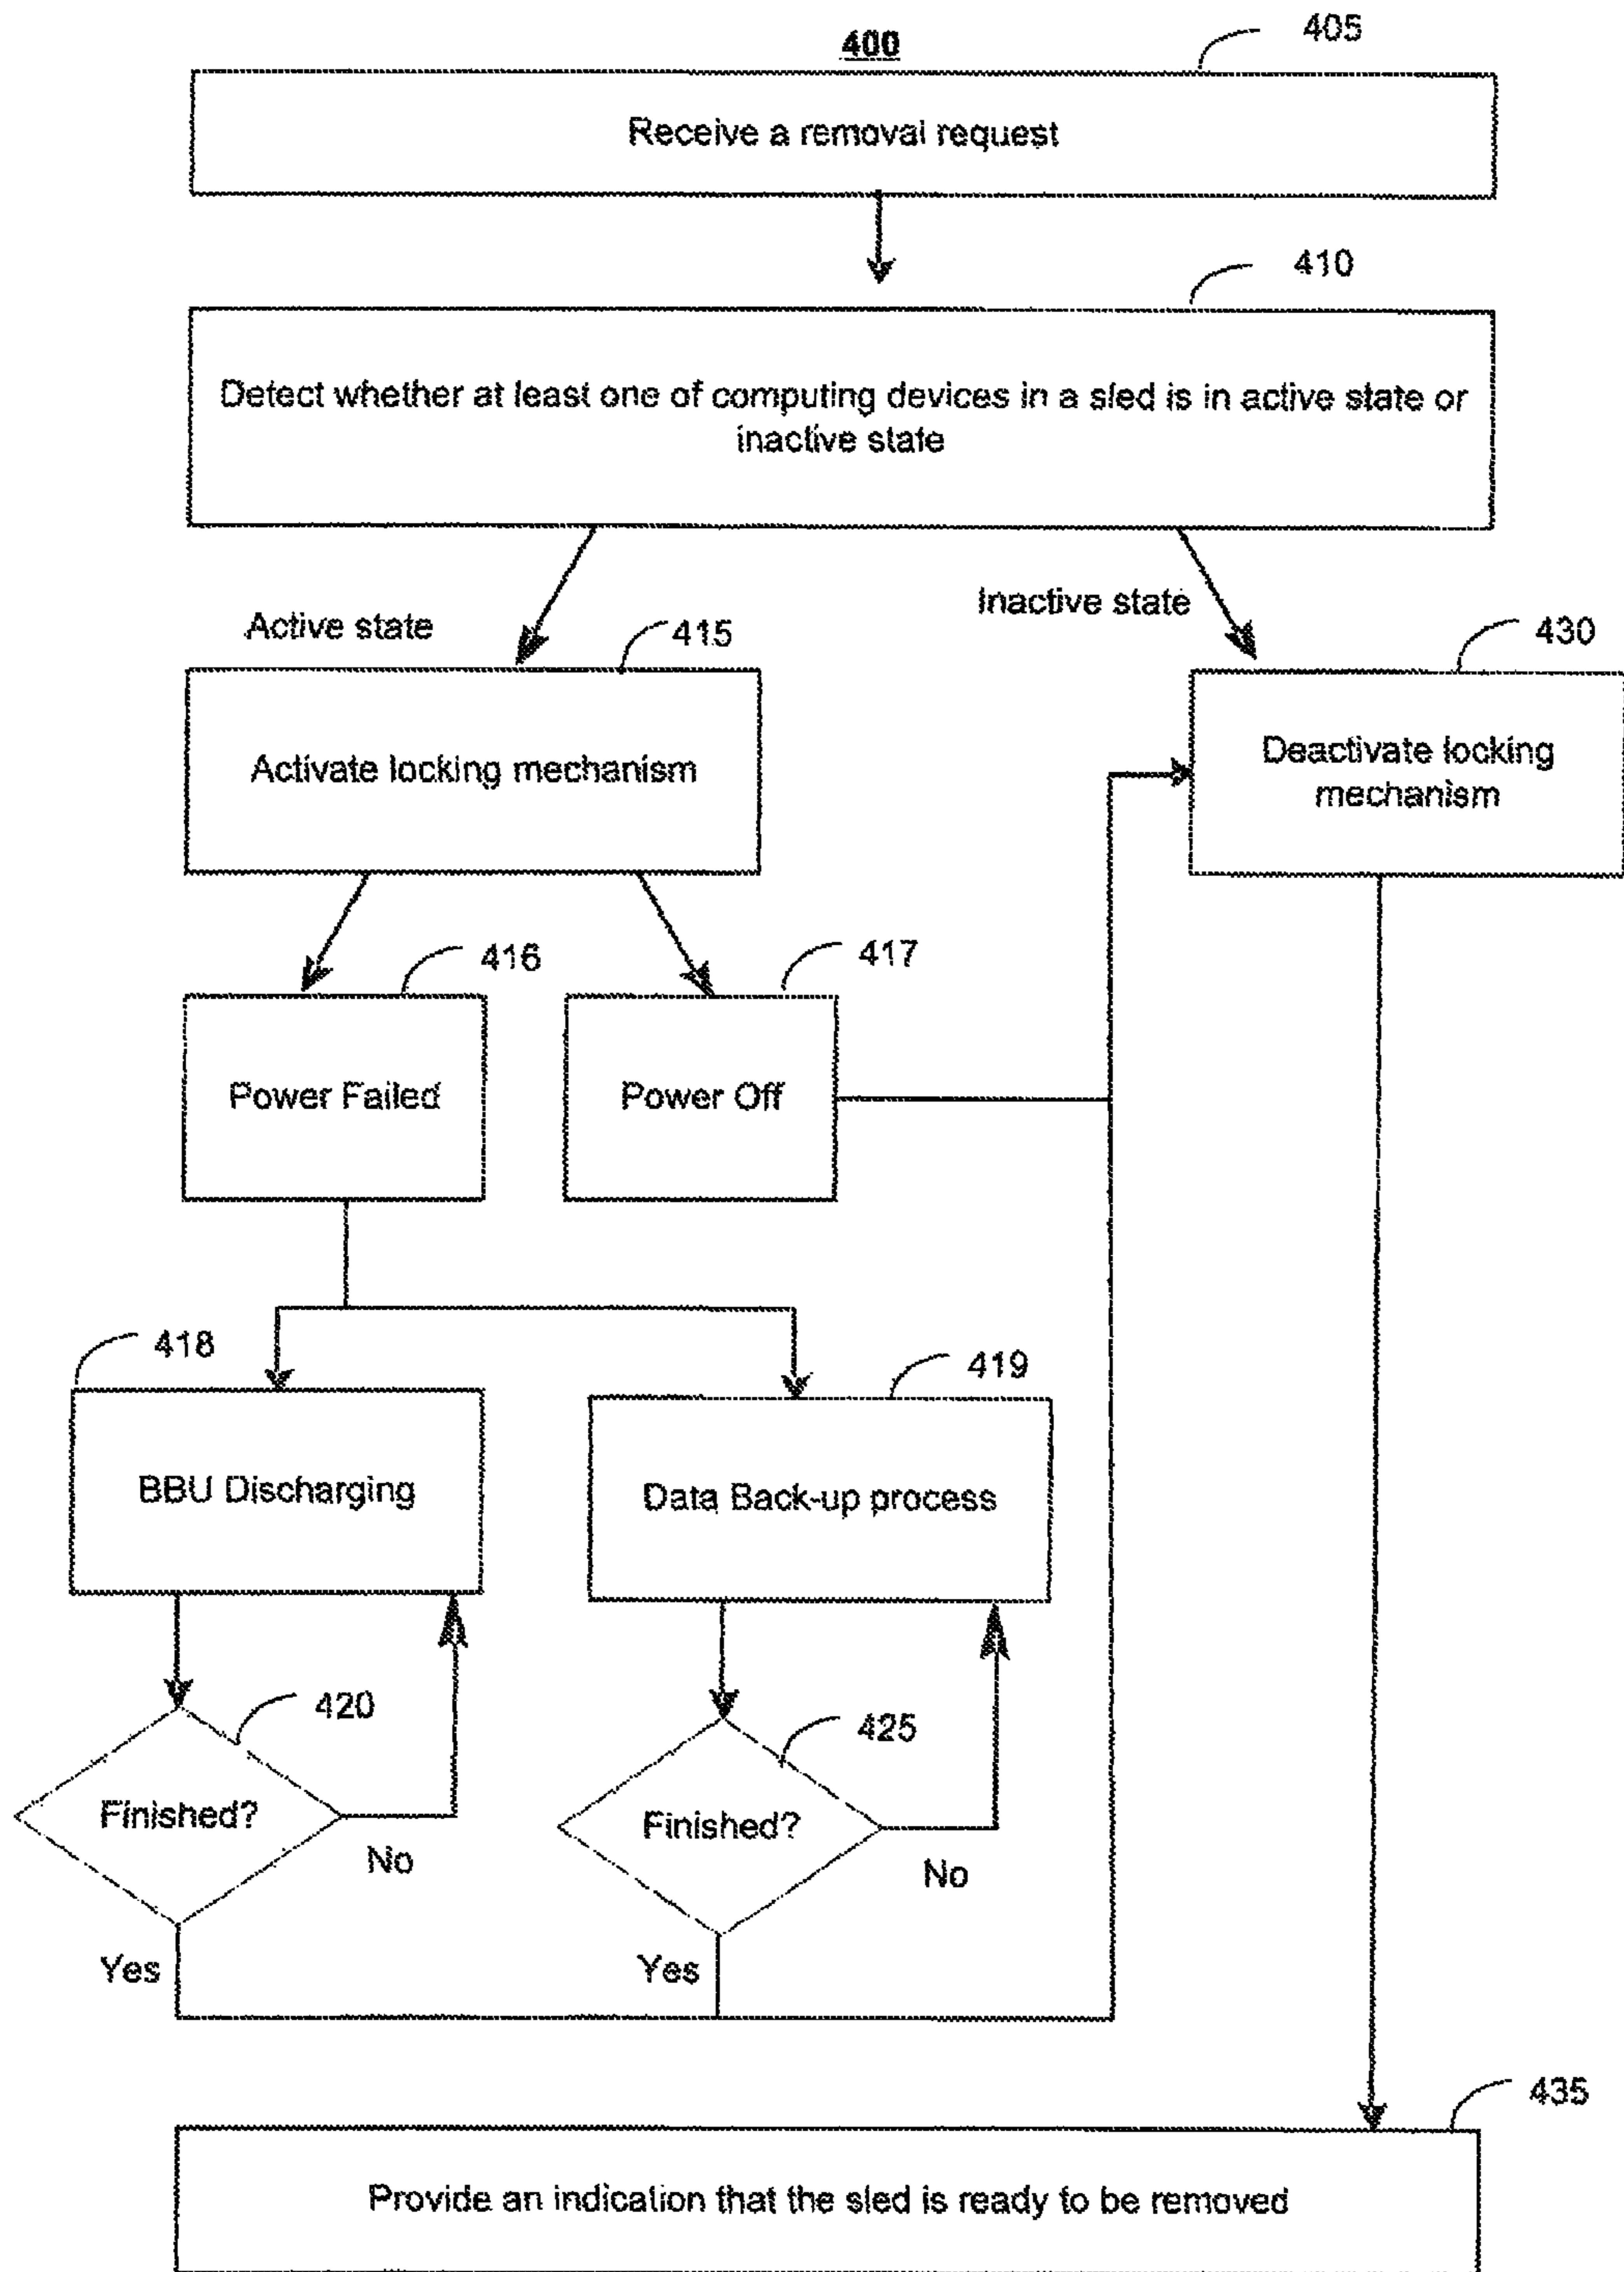 400
405
Receive a removal request
410
Detect whether at least one of computing devices in a sled is in active state or
inactive state
Active state
Inactive state
415
430
Activate locking mechanism
Deactivate locking
mechanism
416
417
Power Failed
Power Off
418
419
BBU Discharging
Data Back-up process
420
425
Finished?
Finished?
No
No
Yes
Yes
435
Provide an indication that the sled is ready to be removed